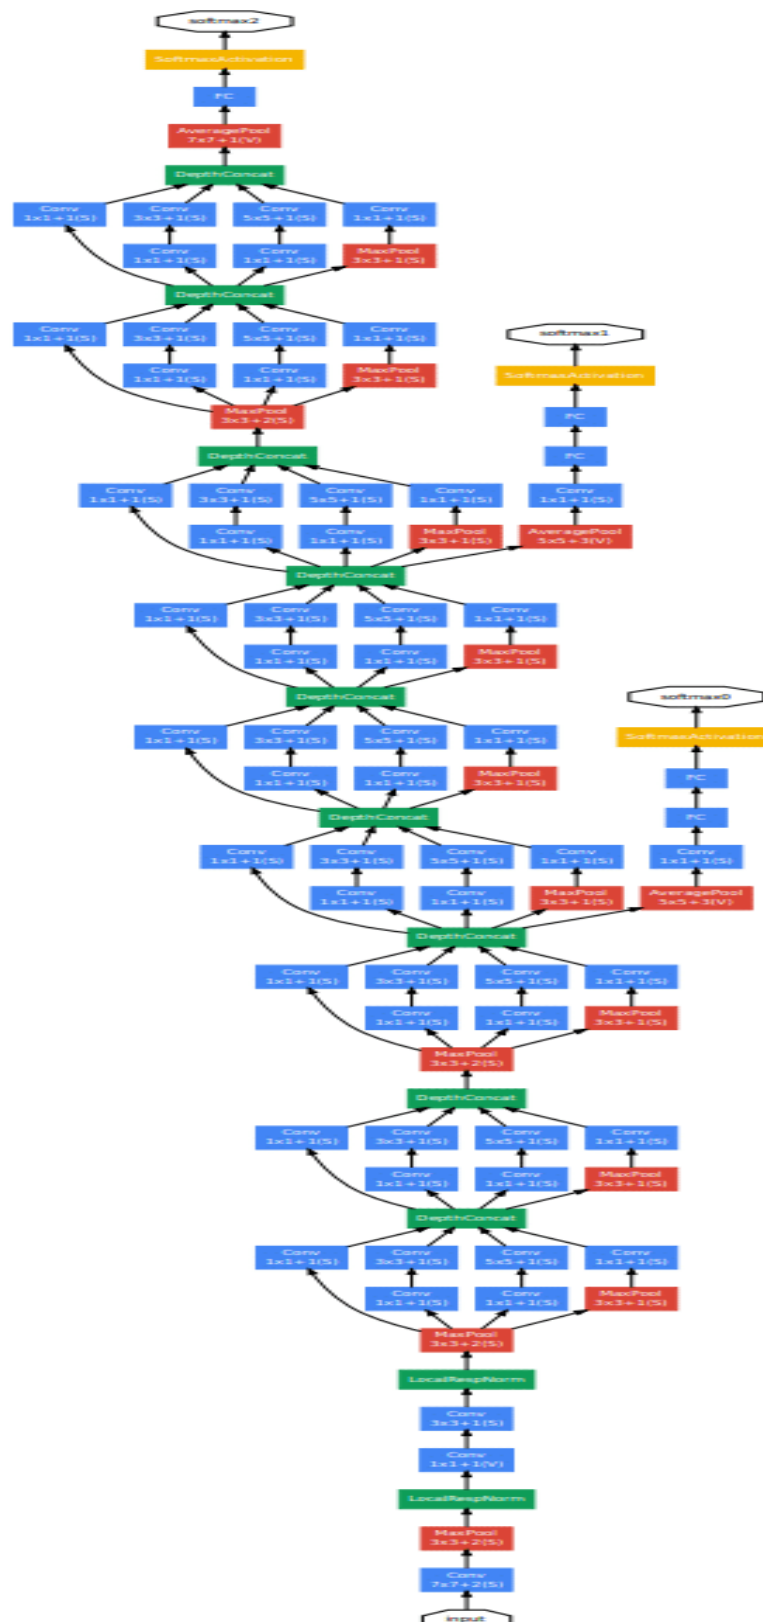 softmax2
SoftmaxActivation
FC
AveragePool
7x7+1(V)
DepthConcat
Conv
1x1+1(S)
Conv
3x3+1(S)
Conv
5x5+1(S)
Conv
1x1+1(S)
Conv
1x1+1(S)
Conv
1x1+1(S)
MaxPool
3x3+1(S)
DepthConcat
Conv
1x1+1(S)
Conv
3x3+1(S)
Conv
5x5+1(S)
Conv
1x1+1(S)
softmax1
Conv
1x1+1(S)
Conv
1x1+1(S)
MaxPool
3x3+1(S)
SoftmaxActivation
MaxPool
3x3+2(S)
FC
DepthConcat
FC
Conv
1x1+1(S)
Conv
3x3+1(S)
Conv
5x5+1(S)
Conv
1x1+1(S)
Conv
1x1+1(S)
Conv
1x1+1(S)
Conv
1x1+1(S)
MaxPool
3x3+1(S)
AveragePool
5x5+3(V)
DepthConcat
Conv
1x1+1(S)
Conv
3x3+1(S)
Conv
5x5+1(S)
Conv
1x1+1(S)
Conv
1x1+1(S)
Conv
1x1+1(S)
MaxPool
3x3+1(S)
DepthConcat
softmax0
Conv
1x1+1(S)
Conv
3x3+1(S)
Conv
5x5+1(S)
Conv
1x1+1(S)
SoftmaxActivation
Conv
1x1+1(S)
Conv
1x1+1(S)
MaxPool
3x3+1(S)
FC
DepthConcat
FC
Conv
1x1+1(S)
Conv
3x3+1(S)
Conv
5x5+1(S)
Conv
1x1+1(S)
Conv
1x1+1(S)
Conv
1x1+1(S)
Conv
1x1+1(S)
MaxPool
3x3+1(S)
AveragePool
5x5+3(V)
DepthConcat
Conv
1x1+1(S)
Conv
3x3+1(S)
Conv
5x5+1(S)
Conv
1x1+1(S)
Conv
1x1+1(S)
Conv
1x1+1(S)
MaxPool
3x3+1(S)
MaxPool
3x3+2(S)
DepthConcat
Conv
1x1+1(S)
Conv
3x3+1(S)
Conv
5x5+1(S)
Conv
1x1+1(S)
Conv
1x1+1(S)
Conv
1x1+1(S)
MaxPool
3x3+1(S)
DepthConcat
Conv
1x1+1(S)
Conv
3x3+1(S)
Conv
5x5+1(S)
Conv
1x1+1(S)
Conv
1x1+1(S)
Conv
1x1+1(S)
MaxPool
3x3+1(S)
MaxPool
3x3+2(S)
LocalRespNorm
Conv
3x3+1(S)
Conv
1x1+1(V)
LocalRespNorm
MaxPool
3x3+2(S)
Conv
7x7+2(S)
input